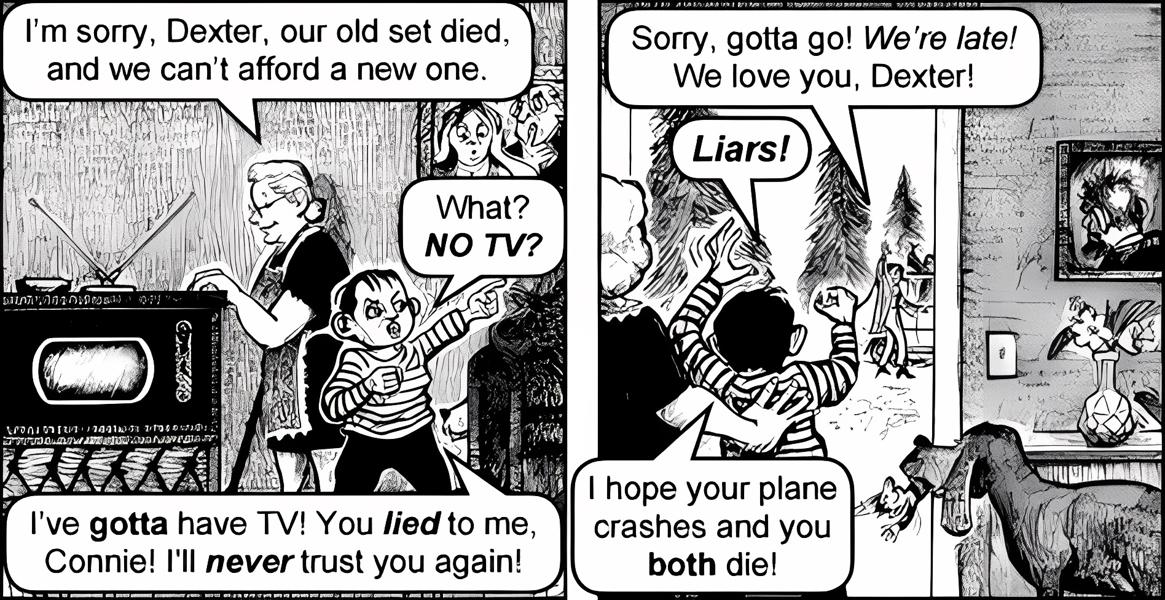 I'm sorry, Dexter, our old set died,
and we can't afford a new one.
What?
NO TV?
I've gotta have TV! You lied to me,
Connie! I'll never trust you again!
Sorry, gotta go! We're late!
We love you, Dexter!
Liars!
I hope your plane
crashes and you
both die!